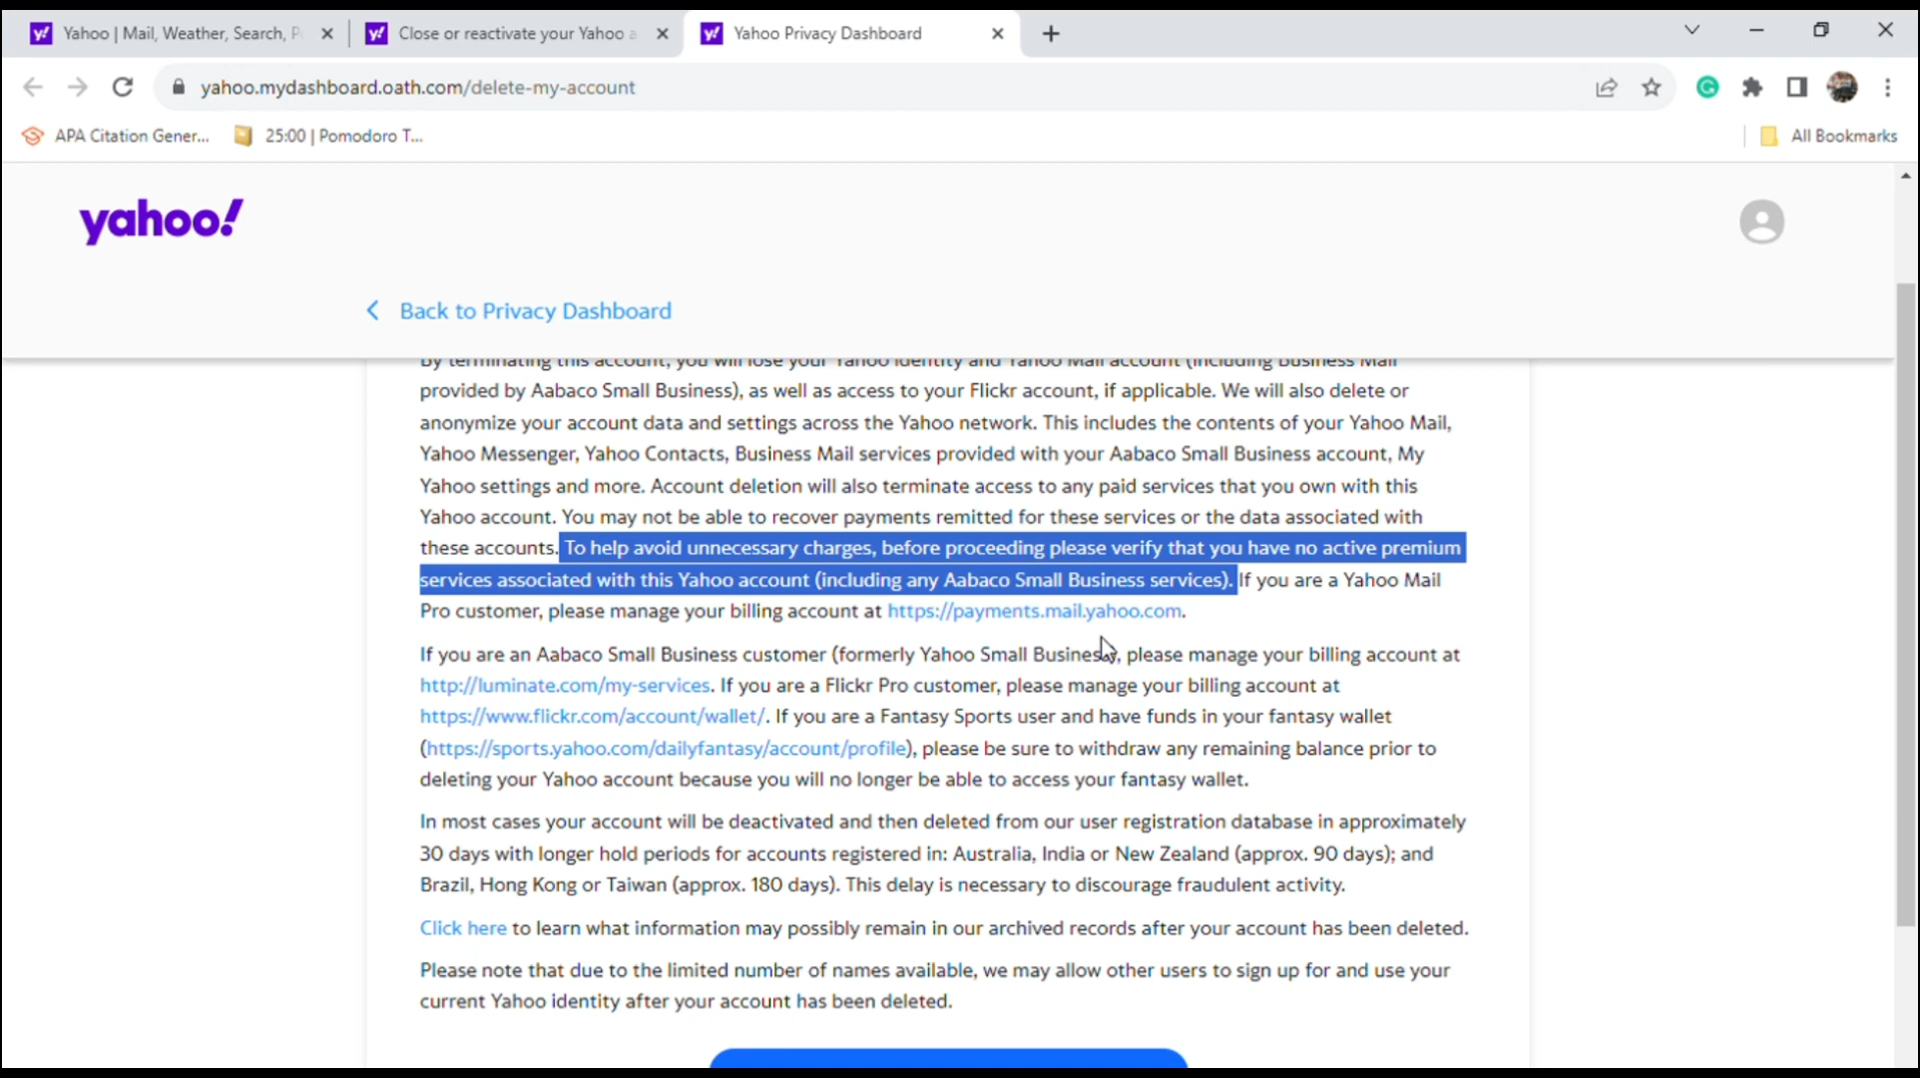 Yahoo | Mail, Weather, Search, P
Close or reactivate your Yahoo a
Yahoo Privacy Dashboard
yahoo.mydashboard.oath.com/delete-my-account
APA Citation Gener...
25:00 | Pomodoro T...
All Bookmarks
yahoo!
Back to Privacy Dashboard
By terminating this account, you will lose your Yahoo identity and Yahoo Mail account (including Business Mail
provided by Aabaco Small Business), as well as access to your Flickr account, if applicable. We will also delete or
anonymize your account data and settings across the Yahoo network. This includes the contents of your Yahoo Mail,
Yahoo Messenger, Yahoo Contacts, Business Mail services provided with your Aabaco Small Business account, My
Yahoo settings and more. Account deletion will also terminate access to any paid services that you own with this
Yahoo account. You may not be able to recover payments remitted for these services or the data associated with
these accounts. To help avoid unnecessary charges, before proceeding please verify that you have no active premium
services associated with this Yahoo account (including any Aabaco Small Business services). If you are a Yahoo Mail
Pro customer, please manage your billing account at https://payments.mail.yahoo.com.
If you are an Aabaco Small Business customer (formerly Yahoo Small Business), please manage your billing account at
http://luminate.com/my-services. If you are a Flickr Pro customer, please manage your billing account at
https://www.flickr.com/account/wallet/. If you are a Fantasy Sports user and have funds in your fantasy wallet
(https://sports.yahoo.com/dailyfantasy/account/profile), please be sure to withdraw any remaining balance prior to
deleting your Yahoo account because you will no longer be able to access your fantasy wallet.
In most cases your account will be deactivated and then deleted from our user registration database in approximately
30 days with longer hold periods for accounts registered in: Australia, India or New Zealand (approx. 90 days); and
Brazil, Hong Kong or Taiwan (approx. 180 days). This delay is necessary to discourage fraudulent activity.
Click here to learn what information may possibly remain in our archived records after your account has been deleted.
Please note that due to the limited number of names available, we may allow other users to sign up for and use your
current Yahoo identity after your account has been deleted.